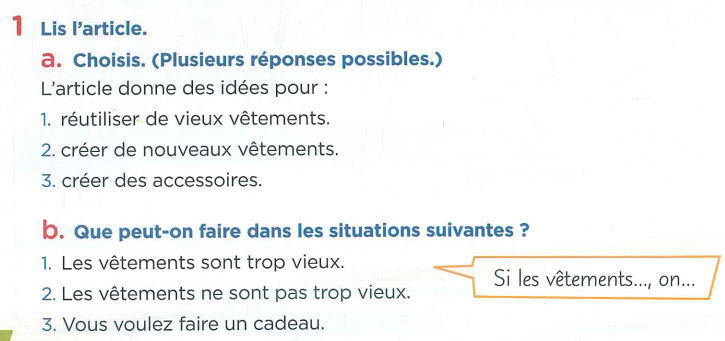 1 Lis l'article.
a. Choisis. (Plusieurs réponses possibles.)
L'article donne des idées pour :
1. réutiliser de vieux vêtements.
2. créer de nouveaux vêtements.
3. créer des accessoires.
b. Que peut-on faire dans les situations suivantes ?
1. Les vêtements sont trop vieux.
Si les vêtements..., on...
2. Les vêtements ne sont pas trop vieux.
3. Vous voulez faire un cadeau.